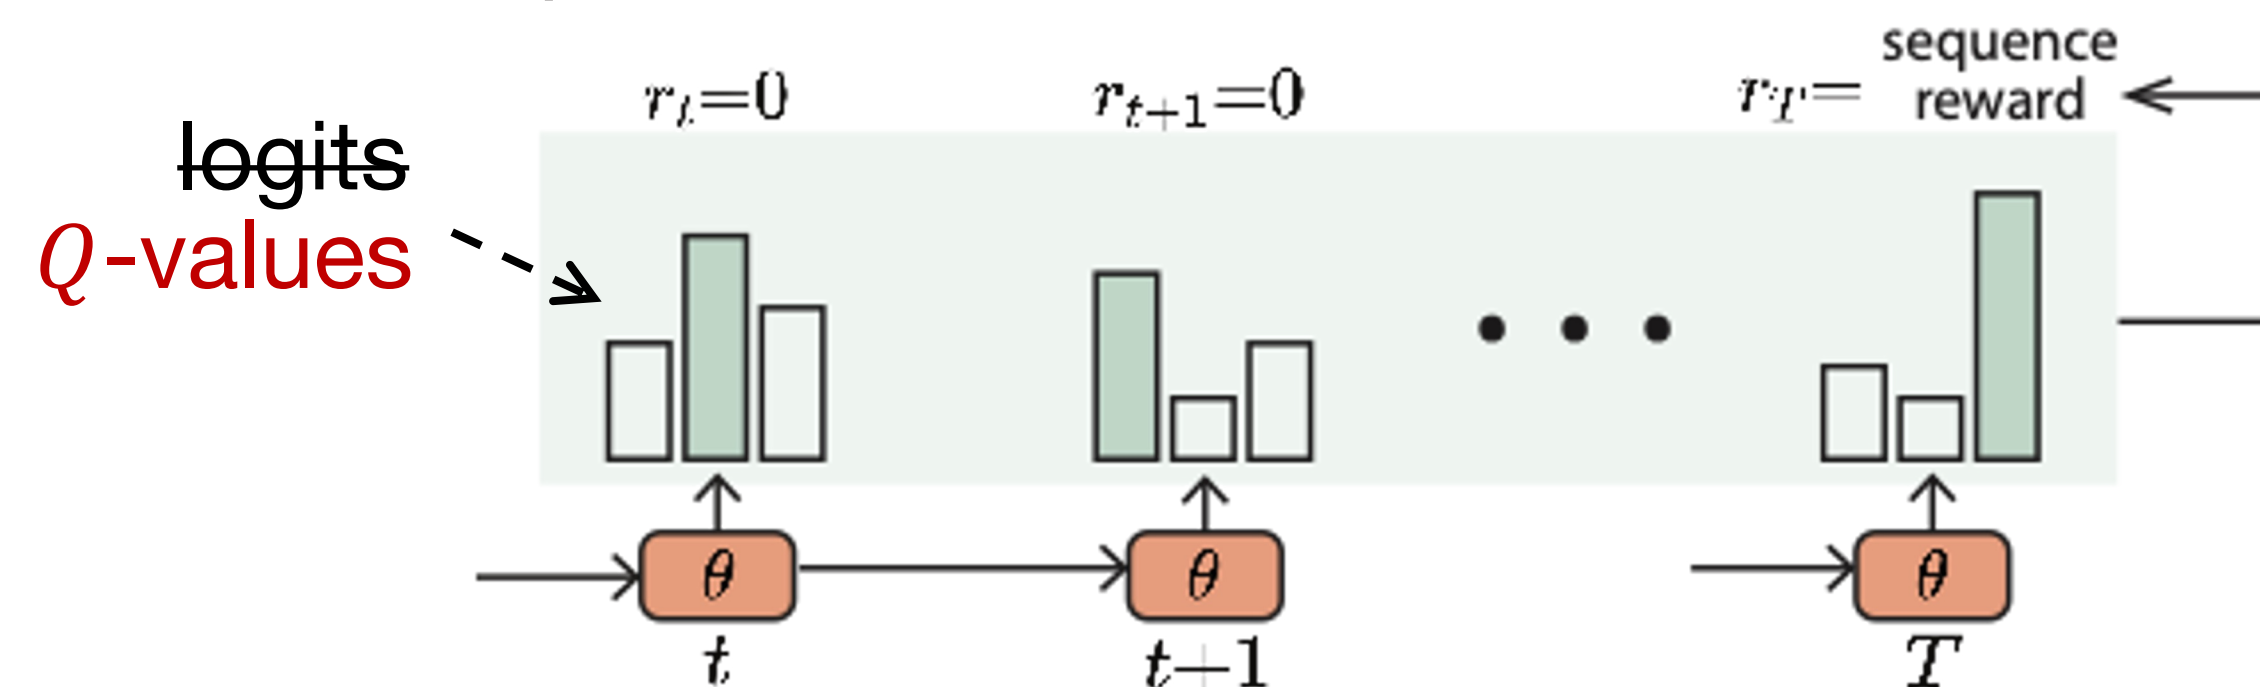 r_t=0
r_{t+1}=0
r_T= sequence reward
logits
Q-values
θ
θ
θ
t
t+1
T